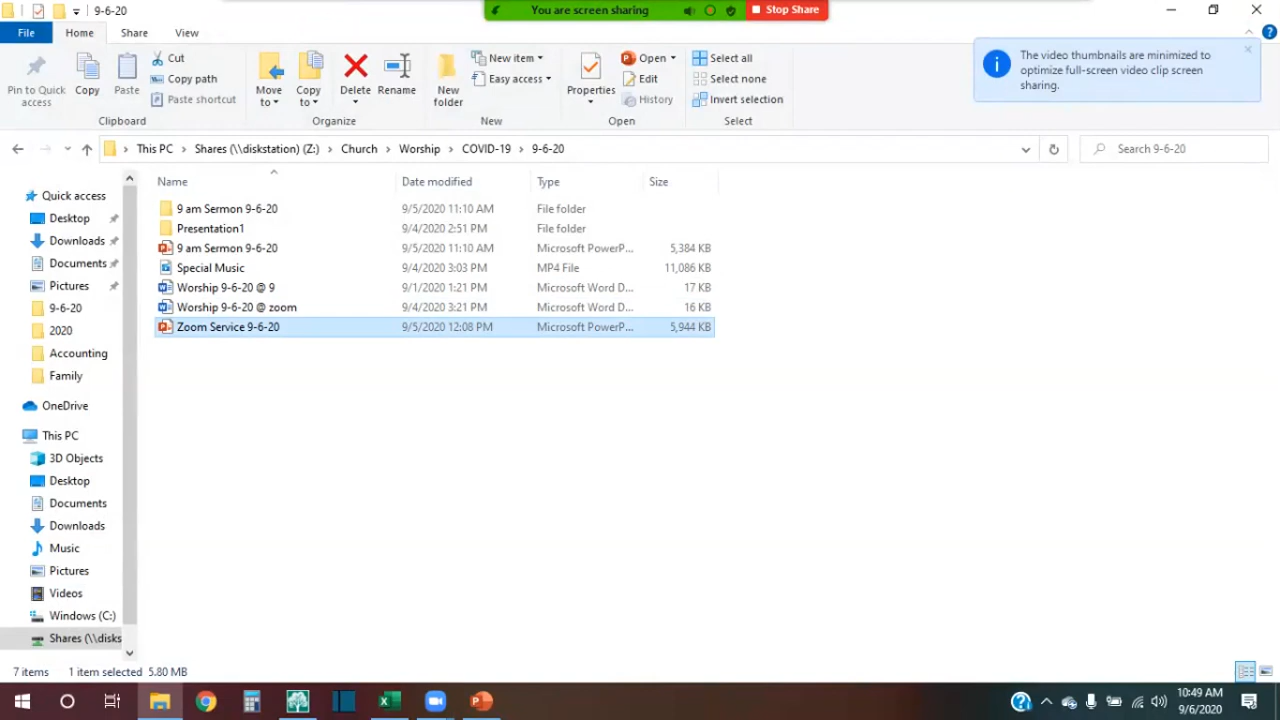 9-6-20
You are screen sharing
Stop Share
File
Home
Share
View
Pin to Quick access
Copy
Paste
Cut
Copy path
Paste shortcut
Clipboard
Move to
Copy to
Delete
Rename
Organize
New folder
New item
Easy access
New
Properties
Open
Edit
History
Open
Select all
Select none
Invert selection
Select
The video thumbnails are minimized to
optimize full-screen video clip screen
sharing.
This PC > Shares (\\diskstation) (Z:) > Church > Worship > COVID-19 > 9-6-20
Search 9-6-20
Name Date modified Type Size
9 am Sermon 9-6-20 9/5/2020 11:10 AM File folder
Presentation1 9/4/2020 2:51 PM File folder
9 am Sermon 9-6-20 9/5/2020 11:10 AM Microsoft PowerP... 5,384 KB
Special Music 9/4/2020 3:03 PM MP4 File 11,086 KB
Worship 9-6-20 @ 9 9/1/2020 1:21 PM Microsoft Word D... 17 KB
Worship 9-6-20 @ zoom 9/4/2020 3:21 PM Microsoft Word D... 16 KB
Zoom Service 9-6-20 9/5/2020 12:08 PM Microsoft PowerP... 5,944 KB
Quick access
Desktop
Downloads
Documents
Pictures
9-6-20
2020
Accounting
Family
OneDrive
This PC
3D Objects
Desktop
Documents
Downloads
Music
Pictures
Videos
Windows (C:)
Shares (\\disks
7 items 1 item selected 5.80 MB
10:49 AM
9/6/2020